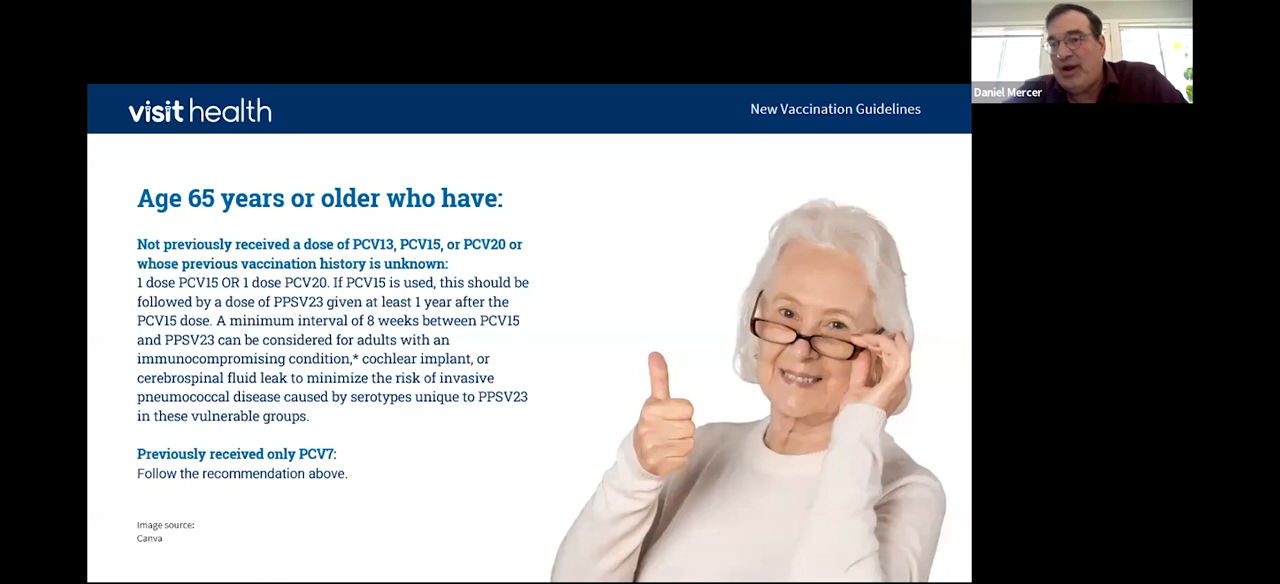 visit health
New Vaccination Guidelines
Daniel Mercer
Age 65 years or older who have:
Not previously received a dose of PCV13, PCV15, or PCV20 or
whose previous vaccination history is unknown:
1 dose PCV15 OR 1 dose PCV20. If PCV15 is used, this should be
followed by a dose of PPSV23 given at least 1 year after the
PCV15 dose. A minimum interval of 8 weeks between PCV15
and PPSV23 can be considered for adults with an
immunocompromising condition,* cochlear implant, or
cerebrospinal fluid leak to minimize the risk of invasive
pneumococcal disease caused by serotypes unique to PPSV23
in these vulnerable groups.
Previously received only PCV7:
Follow the recommendation above.
Image source:
Canva